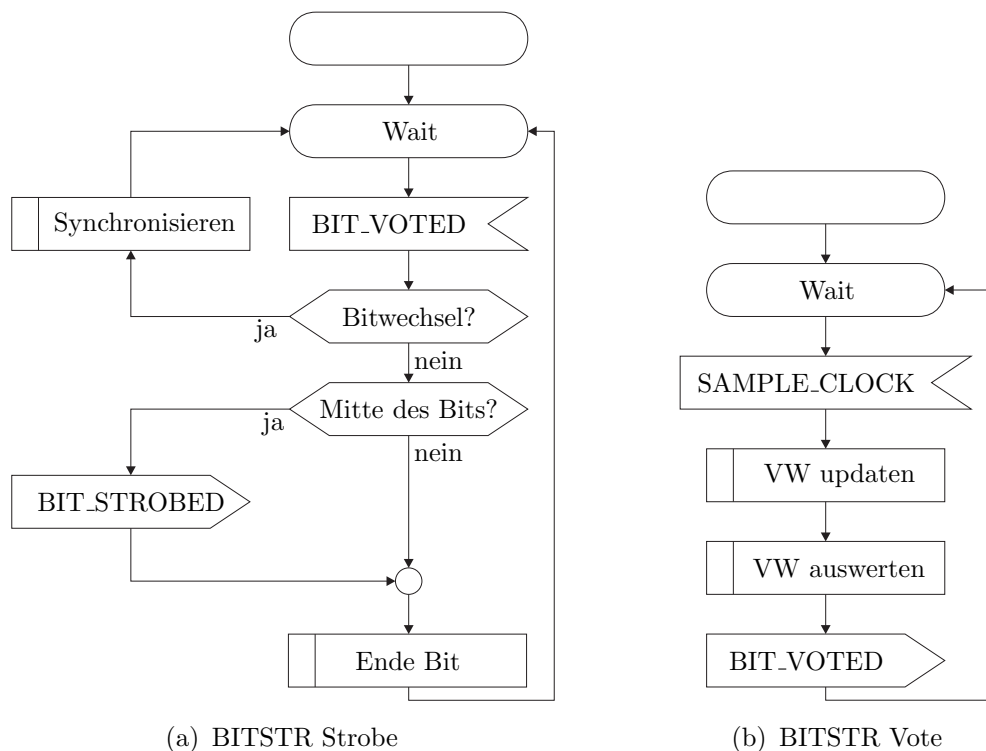 Wait
Synchronisieren
BIT_VOTED
Bitwechsel?
ja
nein
Mitte des Bits?
ja
nein
BIT_STROBED
Ende Bit
(a) BITSTR Strobe
Wait
SAMPLE_CLOCK
VW updaten
VW auswerten
BIT_VOTED
(b) BITSTR Vote